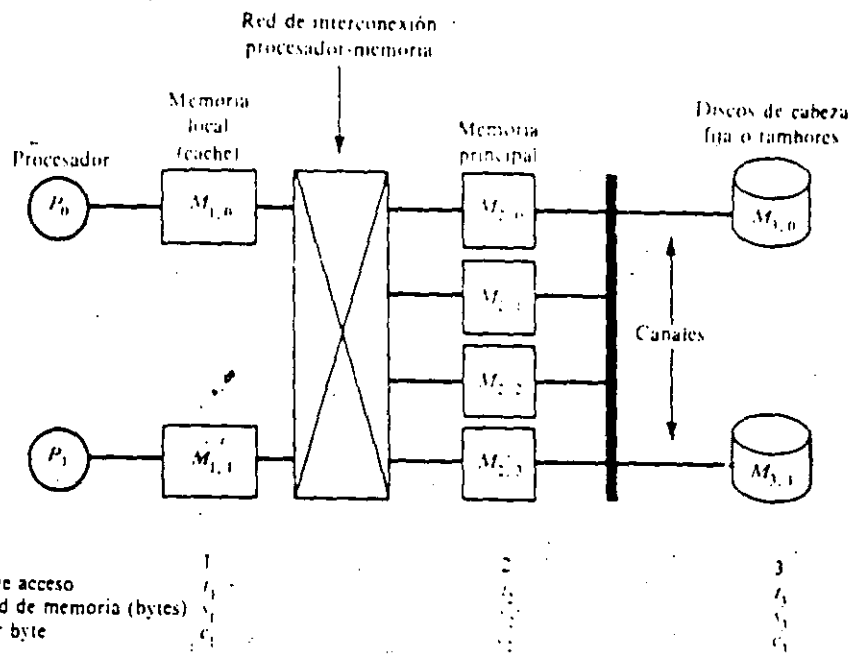 Red de interconexión
procesador-memoria
Memoria
local
(cache)
Memoria
principal
Discos de cabeza
fija o tambores
Procesador
P₀
M₁,₀
M₂,₀
M₃,₀
M₂,₁
Canales
M₂,₂
P₁
M₁,₁
M₂,₃
M₃,₁
1 2 3
e acceso t₁ t₂ t₃
d de memoria (bytes) s₁ s₃
r byte c₁ c₃